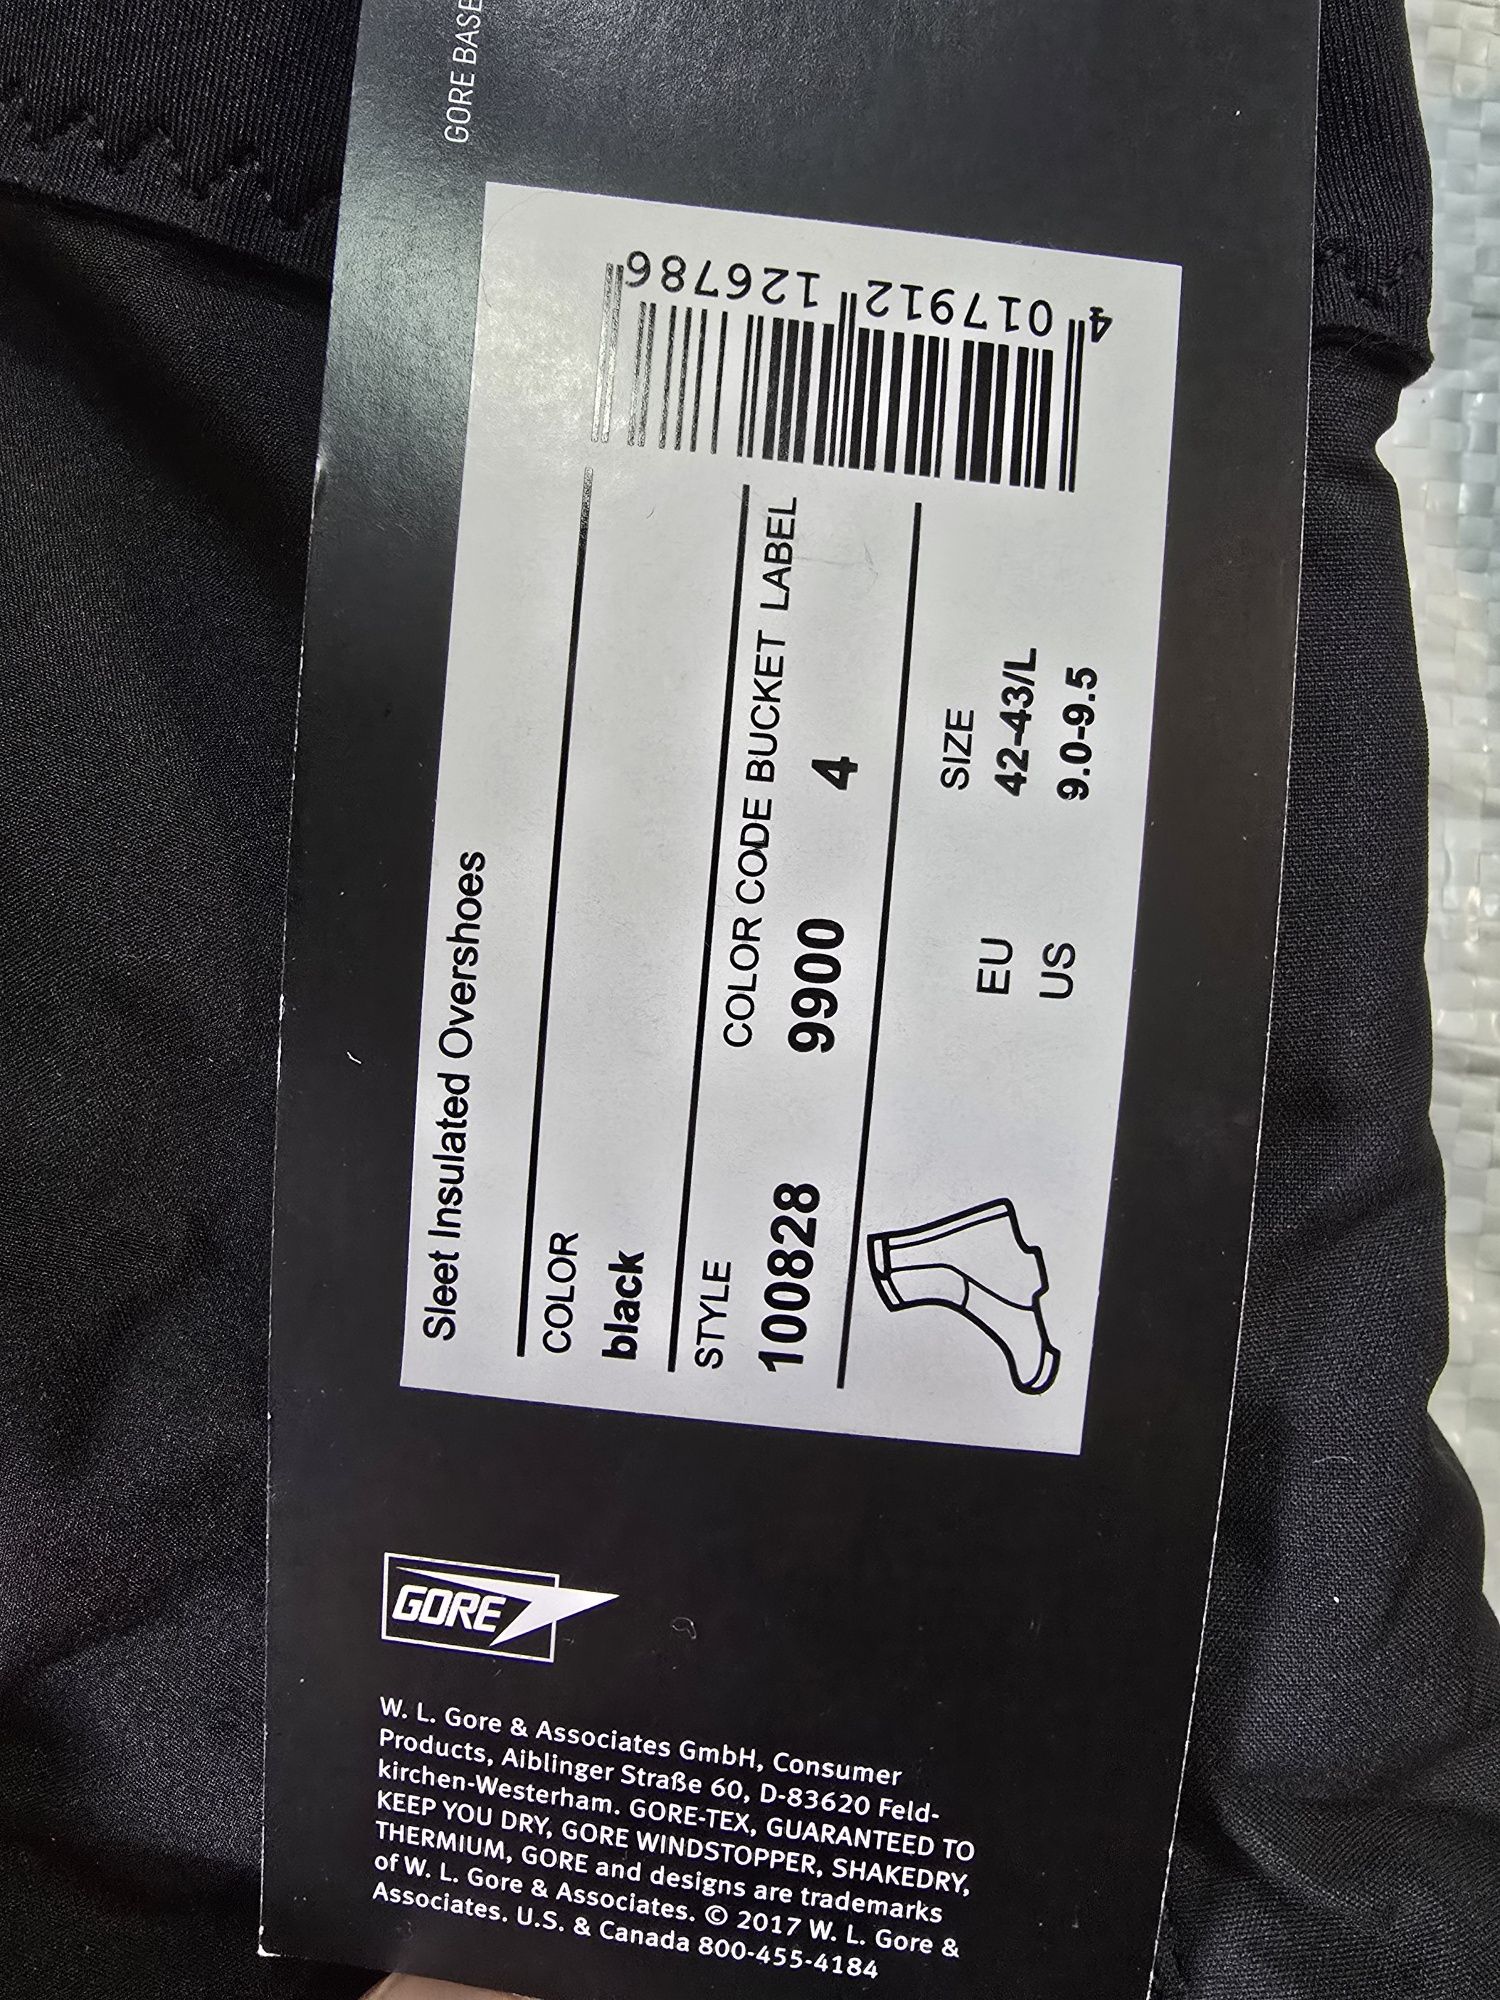 GORE BASE
Sleet Insulated Overshoes
COLOR
black
STYLE COLOR CODE BUCKET LABEL
100828 9900 4
SIZE
EU 42-43/L
US 9.0-9.5
4 017912 126786
GORE
W. L. Gore & Associates GmbH, Consumer
Products, Aiblinger Straße 60, D-83620 Feld-
kirchen-Westerham. GORE-TEX, GUARANTEED TO
KEEP YOU DRY, GORE WINDSTOPPER, SHAKEDRY,
THERMIUM, GORE and designs are trademarks
of W. L. Gore & Associates. © 2017 W. L. Gore &
Associates. U.S. & Canada 800-455-4184